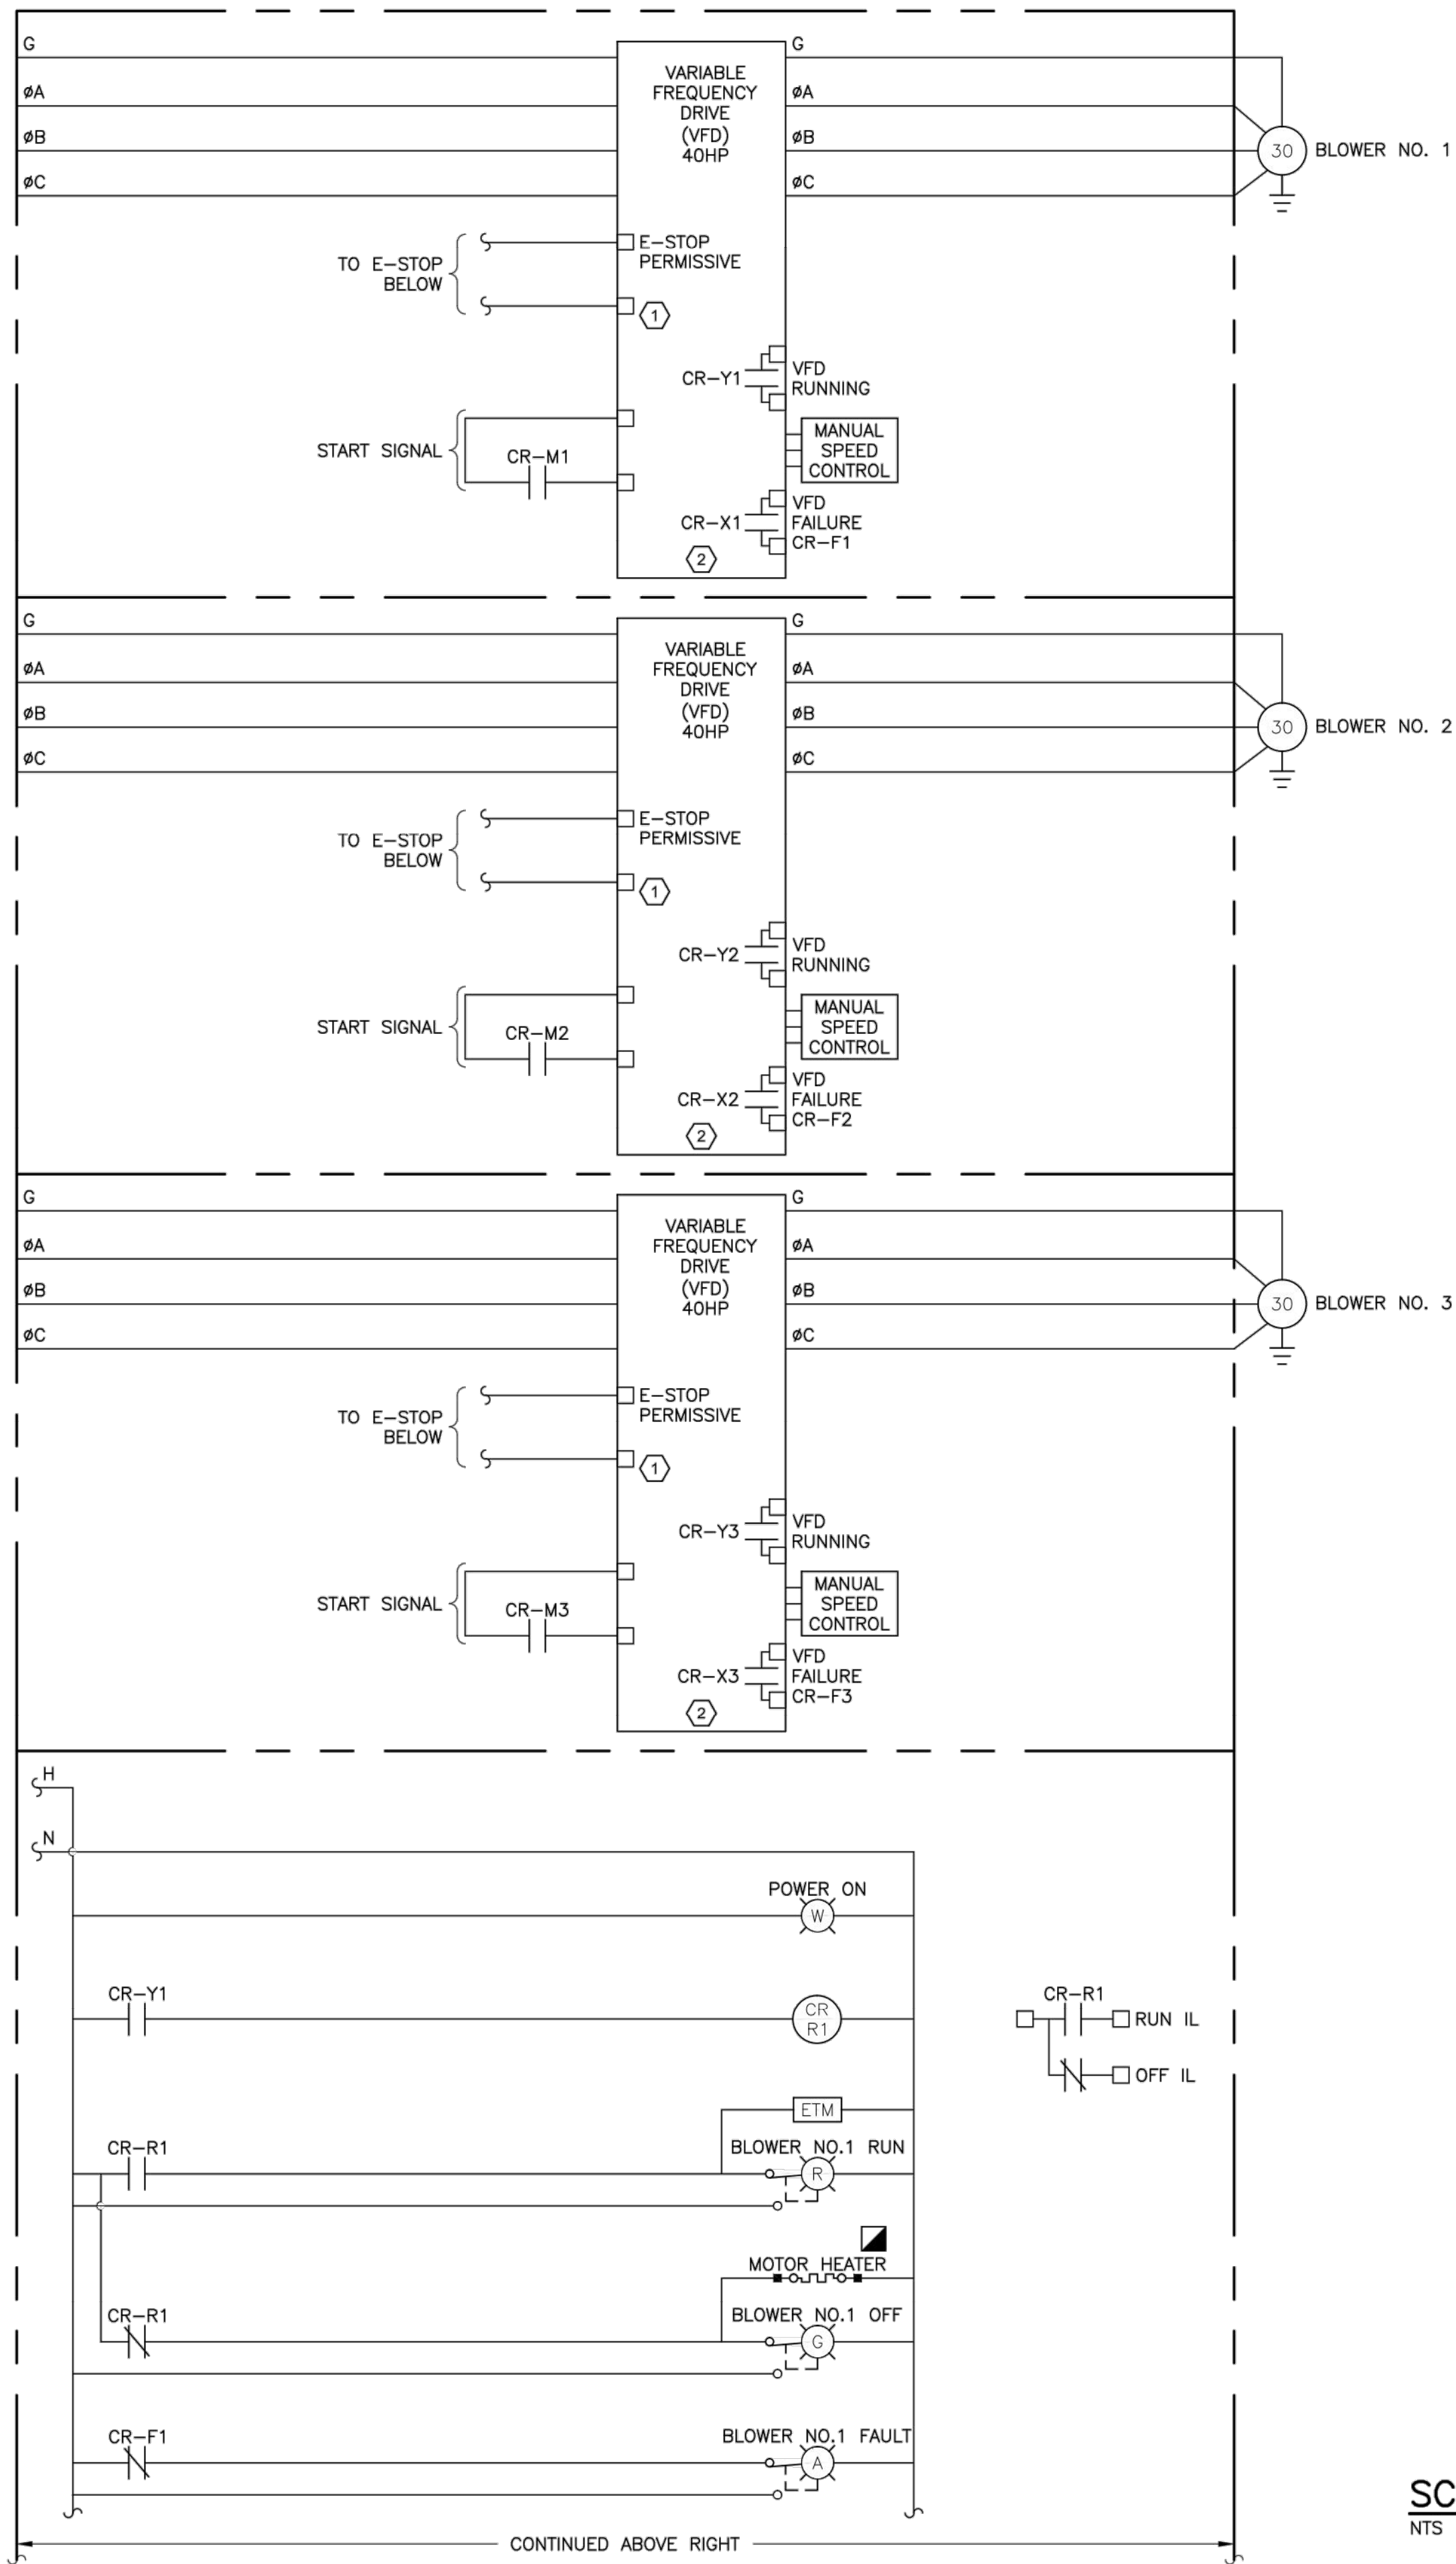 G
G
VARIABLE
FREQUENCY
DRIVE
(VFD)
40HP
øA
øA
øB
øB
30
BLOWER NO. 1
øC
øC
TO E-STOP
BELOW
E-STOP
PERMISSIVE
1
CR-Y1
VFD
RUNNING
START SIGNAL
CR-M1
MANUAL
SPEED
CONTROL
CR-X1
VFD
FAILURE
CR-F1
2
G
G
VARIABLE
FREQUENCY
DRIVE
(VFD)
40HP
øA
øA
øB
øB
30
BLOWER NO. 2
øC
øC
TO E-STOP
BELOW
E-STOP
PERMISSIVE
1
CR-Y2
VFD
RUNNING
START SIGNAL
CR-M2
MANUAL
SPEED
CONTROL
CR-X2
VFD
FAILURE
CR-F2
2
G
G
VARIABLE
FREQUENCY
DRIVE
(VFD)
40HP
øA
øA
øB
øB
30
BLOWER NO. 3
øC
øC
TO E-STOP
BELOW
E-STOP
PERMISSIVE
1
CR-Y3
VFD
RUNNING
START SIGNAL
CR-M3
MANUAL
SPEED
CONTROL
CR-X3
VFD
FAILURE
CR-F3
2
H
N
POWER ON
W
CR-Y1
CR
R1
CR-R1
RUN IL
OFF IL
ETM
CR-R1
BLOWER NO.1 RUN
R
MOTOR HEATER
CR-R1
BLOWER NO.1 OFF
G
CR-F1
BLOWER NO.1 FAULT
A
SC
NTS
CONTINUED ABOVE RIGHT